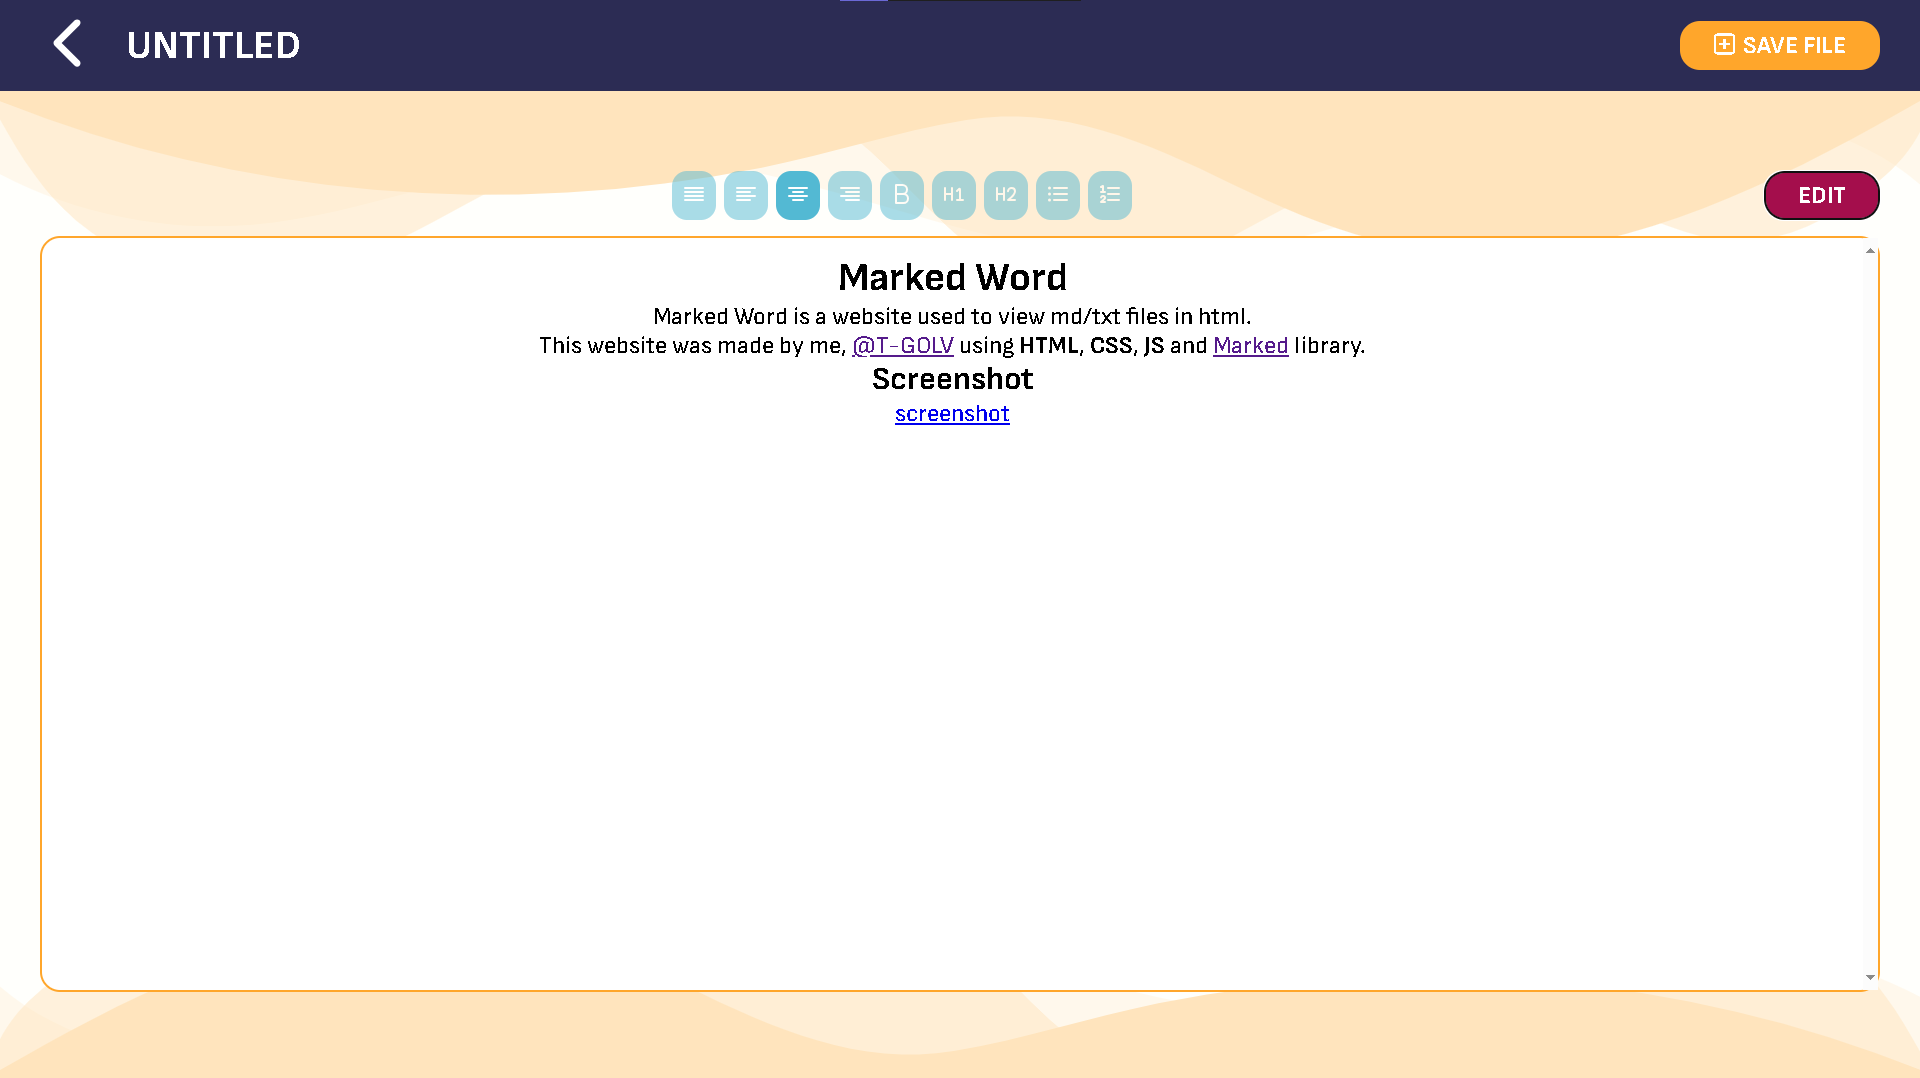 UNTITLED
SAVE FILE
B H1 H2
EDIT
Marked Word
Marked Word is a website used to view md/txt files in html.
This website was made by me, @T-GOLV using HTML, CSS, JS and Marked library.
Screenshot
screenshot